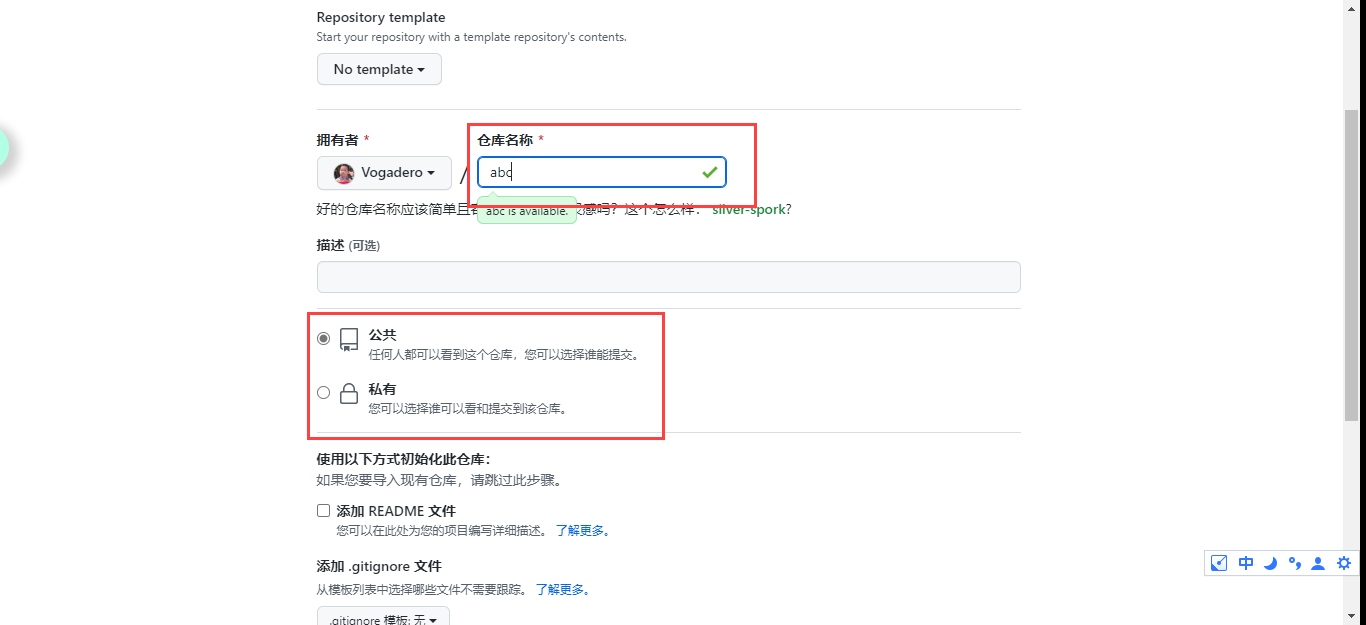 Repository template
Start your repository with a template repository's contents.
No template
拥有者 * 仓库名称 *
Vogadero / abc
好的仓库名称应该简单且 感吗？这个怎么样： silver-spork?
abc is available.
描述 (可选)
公共
任何人都可以看到这个仓库，您可以选择谁能提交。
私有
您可以选择谁可以看和提交到该仓库。
使用以下方式初始化此仓库：
如果您要导入现有仓库，请跳过此步骤。
添加 README 文件
您可以在此处为您的项目编写详细描述。 了解更多。
添加 .gitignore 文件
从模板列表中选择哪些文件不需要跟踪。 了解更多。
.gitignore 模板: 无
中